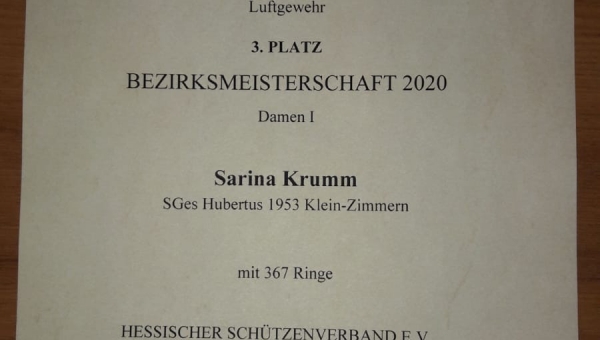 Luftgewehr
3. PLATZ
BEZIRKSMEISTERSCHAFT 2020
Damen I
Sarina Krumm
SGes Hubertus 1953 Klein-Zimmern
mit 367 Ringe
HESSISCHER SCHÜTZENVERBAND E.V.